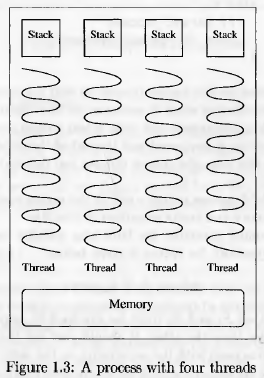 Stack Stack Stack Stack
Thread Thread Thread Thread
Memory
Figure 1.3: A process with four threads